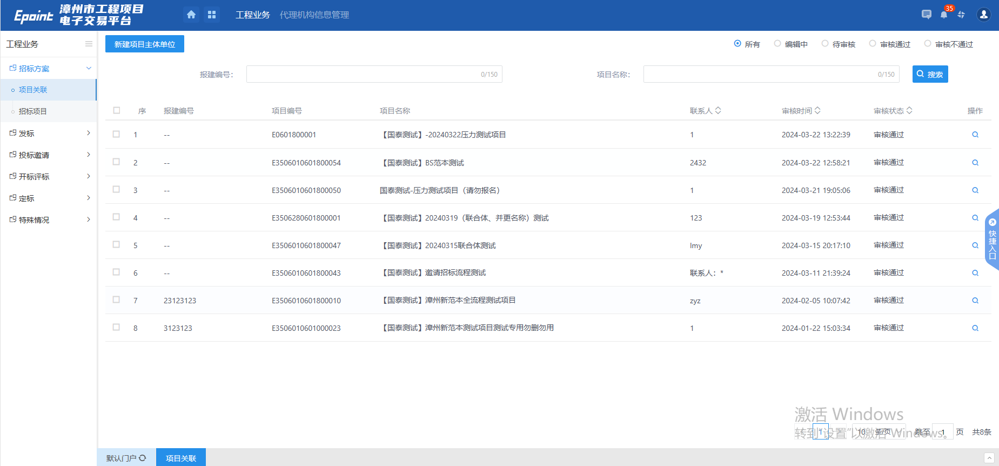 Epoint 漳州市工程项目
电子交易平台
工程业务 代理机构信息管理
35
工程业务
新建项目主体单位
所有 编辑中 待审核 审核通过 审核不通过
招标方案
项目关联
招标项目
发标
投标邀请
开标评标
定标
特殊情况
报建编号： 0/150 项目名称： 0/150 搜索
序 报建编号 项目编号 项目名称 联系人 审核时间 审核状态 操作
1 -- E0601800001 【国泰测试】-20240322压力测试项目 1 2024-03-22 13:22:39 审核通过
2 -- E3506010601800054 【国泰测试】BS范本测试 2432 2024-03-22 12:58:21 审核通过
3 -- E3506010601800050 国泰测试-压力测试项目（请勿报名） 1 2024-03-21 19:05:06 审核通过
4 -- E3506280601800001 【国泰测试】20240319（联合体、并更名称）测试 123 2024-03-19 12:53:44 审核通过
5 -- E3506010601800047 【国泰测试】20240315联合体测试 lmy 2024-03-15 20:17:10 审核通过
6 -- E3506010601800043 【国泰测试】邀请招标流程测试 联系人：* 2024-03-11 21:39:24 审核通过
7 23123123 E3506010601800010 【国泰测试】漳州新范本全流程测试项目 zyz 2024-02-05 10:07:42 审核通过
8 3123123 E3506010601000023 【国泰测试】漳州新范本测试项目测试专用勿删勿用 1 2024-01-22 15:03:34 审核通过
快捷入口
激活 Windows
转到"设置"以激活 Windows。
1 10 条/页 跳至 1 页 共8条
默认门户 项目关联